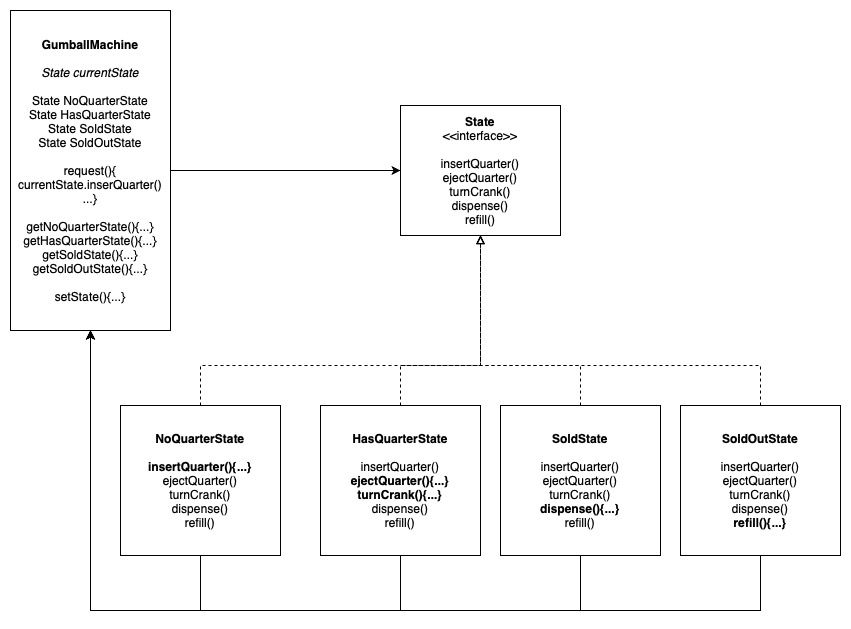 GumballMachine
State currentState
State NoQuarterState
State HasQuarterState
State SoldState
State SoldOutState
request(){
currentState.inserQuarter()
...}
getNoQuarterState(){...}
getHasQuarterState(){...}
getSoldState(){...}
getSoldOutState(){...}
setState(){...}
State
<<interface>>
insertQuarter()
ejectQuarter()
turnCrank()
dispense()
refill()
NoQuarterState
insertQuarter(){...}
ejectQuarter()
turnCrank()
dispense()
refill()
HasQuarterState
insertQuarter()
ejectQuarter(){...}
turnCrank(){...}
dispense()
refill()
SoldState
insertQuarter()
ejectQuarter()
turnCrank()
dispense(){...}
refill()
SoldOutState
insertQuarter()
ejectQuarter()
turnCrank()
dispense()
refill(){...}